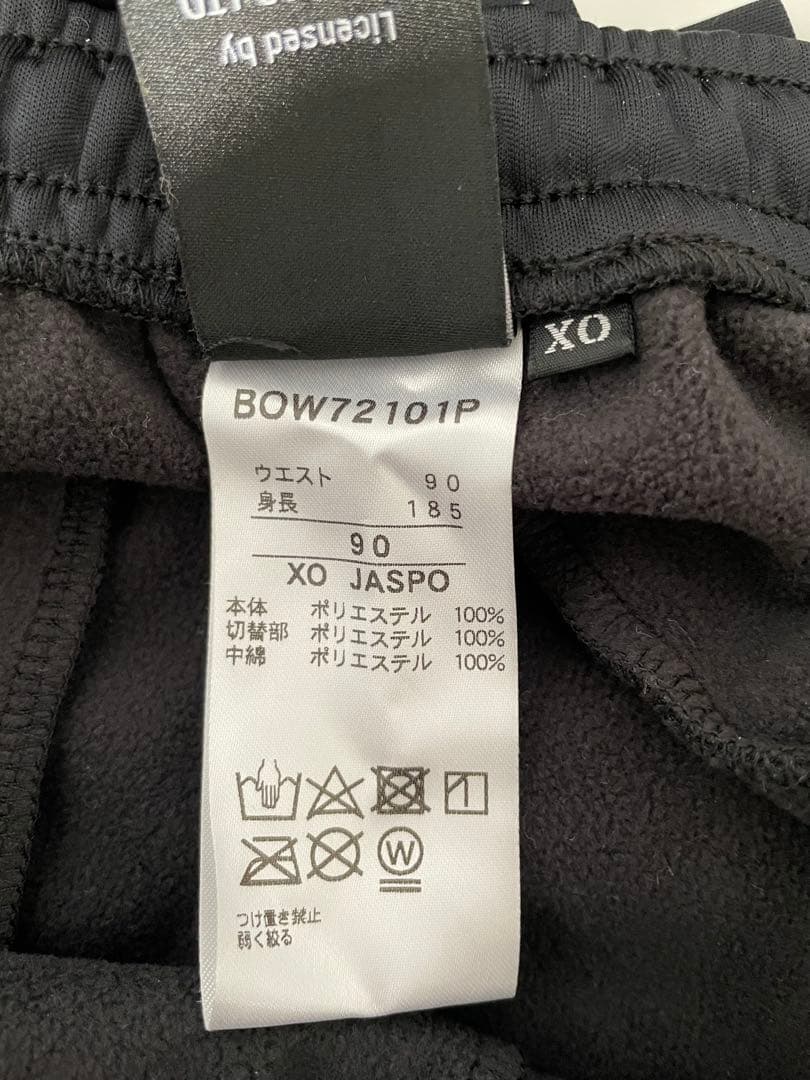 LTD
Licensed by
XO
BOW72101P
ウエスト 90
身長 185
90
XO JASPO
本体 ポリエステル 100%
切替部 ポリエステル 100%
中綿 ポリエステル 100%
W
つけ置き禁止
弱く絞る